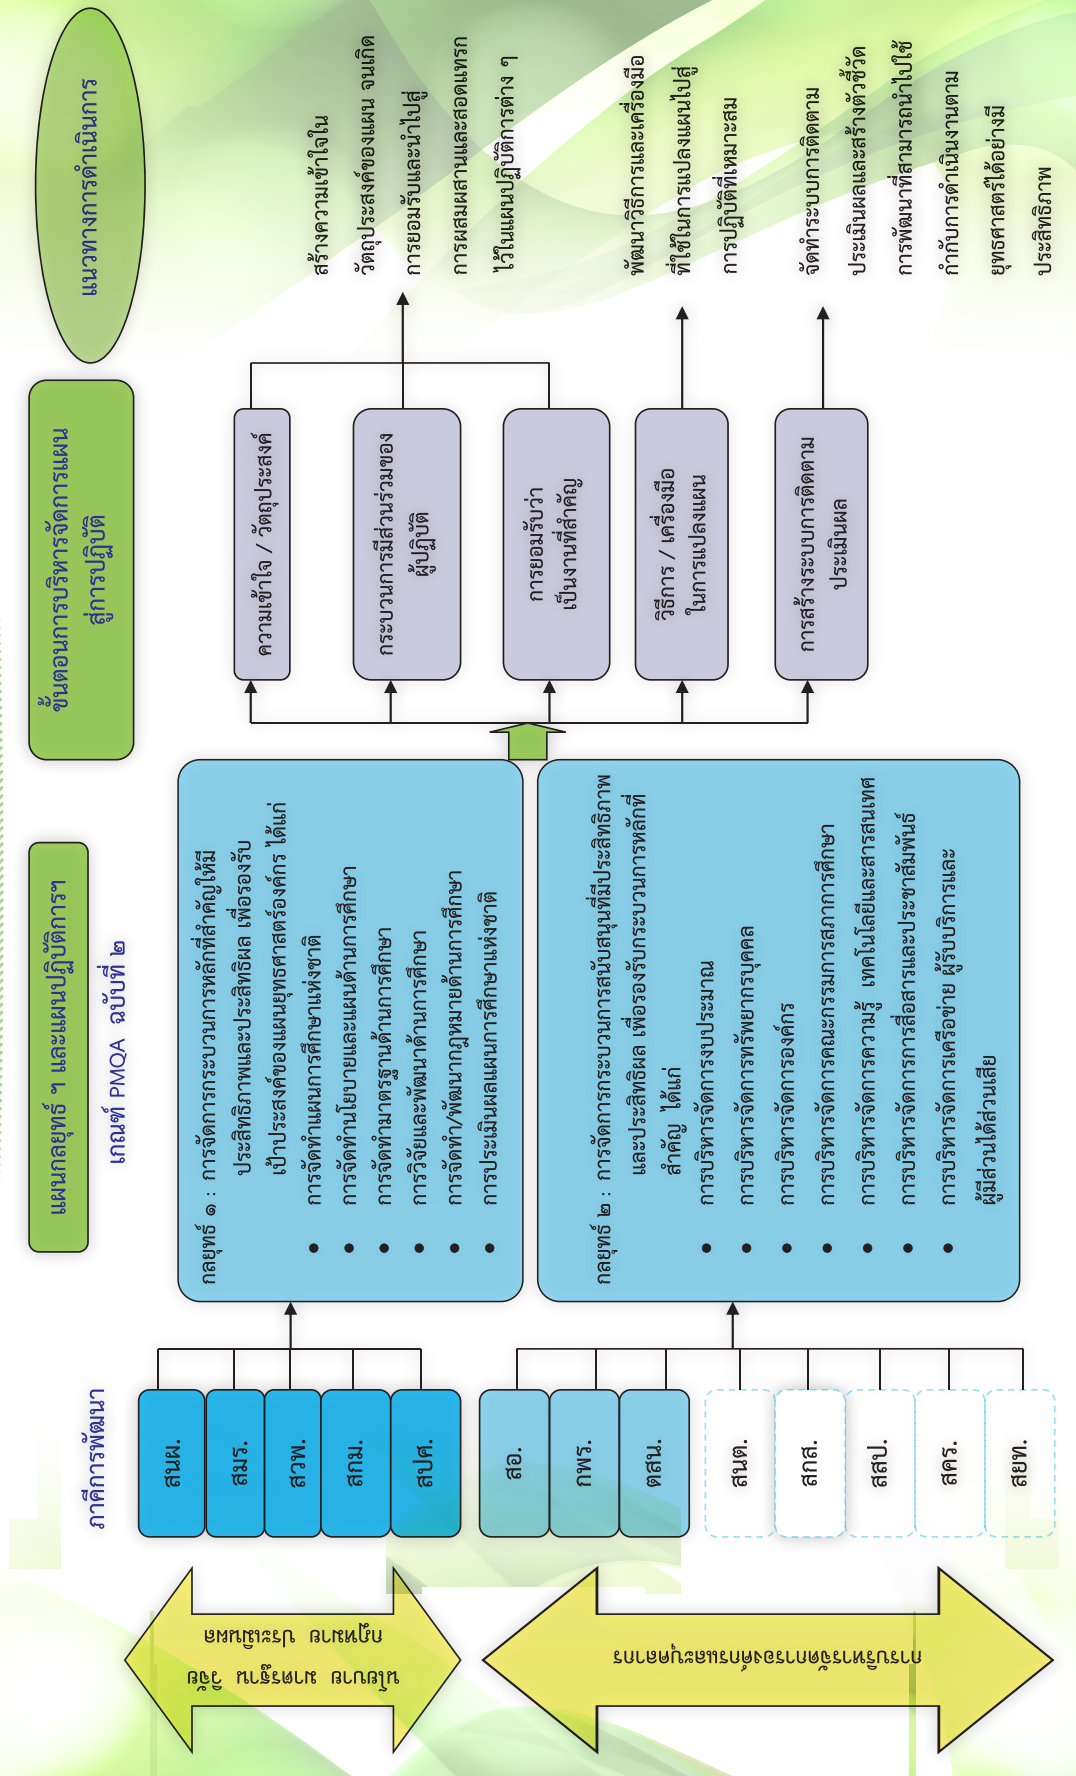 ภาคีการพัฒนา
แผนกลยุทธ์ ฯ และแผนปฏิบัติการฯ
เกณฑ์ PMQA ฉบับที่ ๒
ขั้นตอนการบริหารจัดการแผน
สู่การปฏิบัติ
แนวทางการดำเนินการ
นโยบาย มาตรฐาน วิจัย
กฎหมาย ประเมินผล
สนผ.
สมร.
สวพ.
สกม.
สปศ.
กลยุทธ์ ๑ : การจัดการกระบวนการหลักที่สำคัญให้มี
ประสิทธิภาพและประสิทธิผล เพื่อรองรับ
เป้าประสงค์ของแผนยุทธศาสตร์องค์กร ได้แก่
● การจัดทำแผนการศึกษาแห่งชาติ
● การจัดทำนโยบายและแผนด้านการศึกษา
● การจัดทำมาตรฐานด้านการศึกษา
● การวิจัยและพัฒนาด้านการศึกษา
● การจัดทำ/พัฒนากฎหมายด้านการศึกษา
● การประเมินผลแผนการศึกษาแห่งชาติ
การบริหารจัดการองค์กรและบุคลากร
สอ.
กพร.
ตสน.
สนต.
สกส.
สสป.
สคร.
สยท.
กลยุทธ์ ๒ : การจัดการกระบวนการสนับสนุนที่มีประสิทธิภาพ
และประสิทธิผล เพื่อรองรับกระบวนการหลักที่
สำคัญ ได้แก่
● การบริหารจัดการงบประมาณ
● การบริหารจัดการทรัพยากรบุคคล
● การบริหารจัดการองค์กร
● การบริหารจัดการคณะกรรมการสภาการศึกษา
● การบริหารจัดการความรู้ เทคโนโลยีและสารสนเทศ
● การบริหารจัดการการสื่อสารและประชาสัมพันธ์
● การบริหารจัดการเครือข่าย ผู้รับบริการและ
ผู้มีส่วนได้ส่วนเสีย
ความเข้าใจ / วัตถุประสงค์
กระบวนการมีส่วนร่วมของ
ผู้ปฏิบัติ
การยอมรับว่า
เป็นงานที่สำคัญ
วิธีการ / เครื่องมือ
ในการแปลงแผน
การสร้างระบบการติดตาม
ประเมินผล
สร้างความเข้าใจใน
วัตถุประสงค์ของแผน จนเกิด
การยอมรับและนำไปสู่
การผสมผสานและสอดแทรก
ไว้ในแผนปฏิบัติการต่าง ๆ
พัฒนาวิธีการและเครื่องมือ
ที่ใช้ในการแปลงแผนไปสู่
การปฏิบัติที่เหมาะสม
จัดทำระบบการติดตาม
ประเมินผลและสร้างตัวชี้วัด
การพัฒนาที่สามารถนำไปใช้
กำกับการดำเนินงานตาม
ยุทธศาสตร์ได้อย่างมี
ประสิทธิภาพ